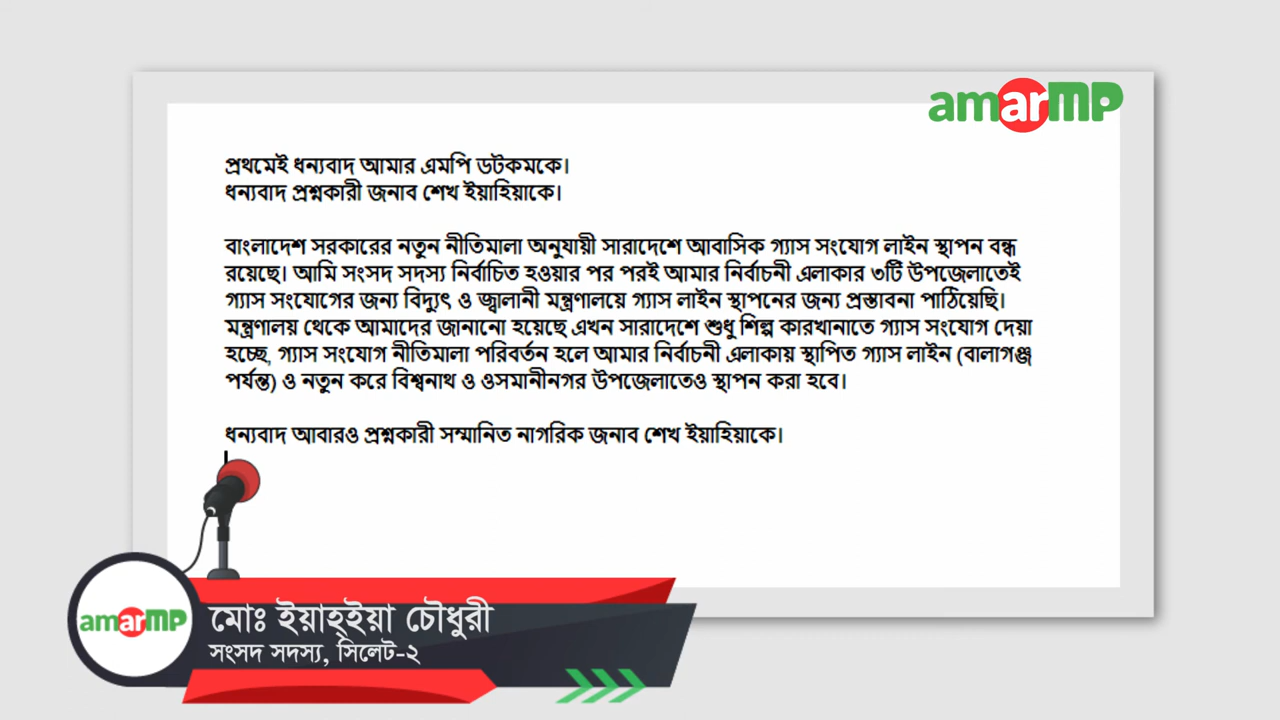 amarMP
প্রথমেই ধন্যবাদ আমার এমপি ডটকমকে।
ধন্যবাদ প্রশ্নকারী জনাব শেখ ইয়াহিয়াকে।
বাংলাদেশ সরকারের নতুন নীতিমালা অনুযায়ী সারাদেশে আবাসিক গ্যাস সংযোগ লাইন স্থাপন বন্ধ
রয়েছে। আমি সংসদ সদস্য নির্বাচিত হওয়ার পর পরই আমার নির্বাচনী এলাকার ৩টি উপজেলাতেই
গ্যাস সংযোগের জন্য বিদ্যুৎ ও জ্বালানী মন্ত্রণালয়ে গ্যাস লাইন স্থাপনের জন্য প্রস্তাবনা পাঠিয়েছি।
মন্ত্রণালয় থেকে আমাদের জানানো হয়েছে এখন সারাদেশে শুধু শিল্প কারখানাতে গ্যাস সংযোগ দেয়া
হচ্ছে, গ্যাস সংযোগ নীতিমালা পরিবর্তন হলে আমার নির্বাচনী এলাকায় স্থাপিত গ্যাস লাইন (বালাগঞ্জ
পর্যন্ত) ও নতুন করে বিশ্বনাথ ও ওসমানীনগর উপজেলাতেও স্থাপন করা হবে।
ধন্যবাদ আবারও প্রশ্নকারী সম্মানিত নাগরিক জনাব শেখ ইয়াহিয়াকে।
amarMP
মোঃ ইয়াহ্ইয়া চৌধুরী
সংসদ সদস্য, সিলেট-২